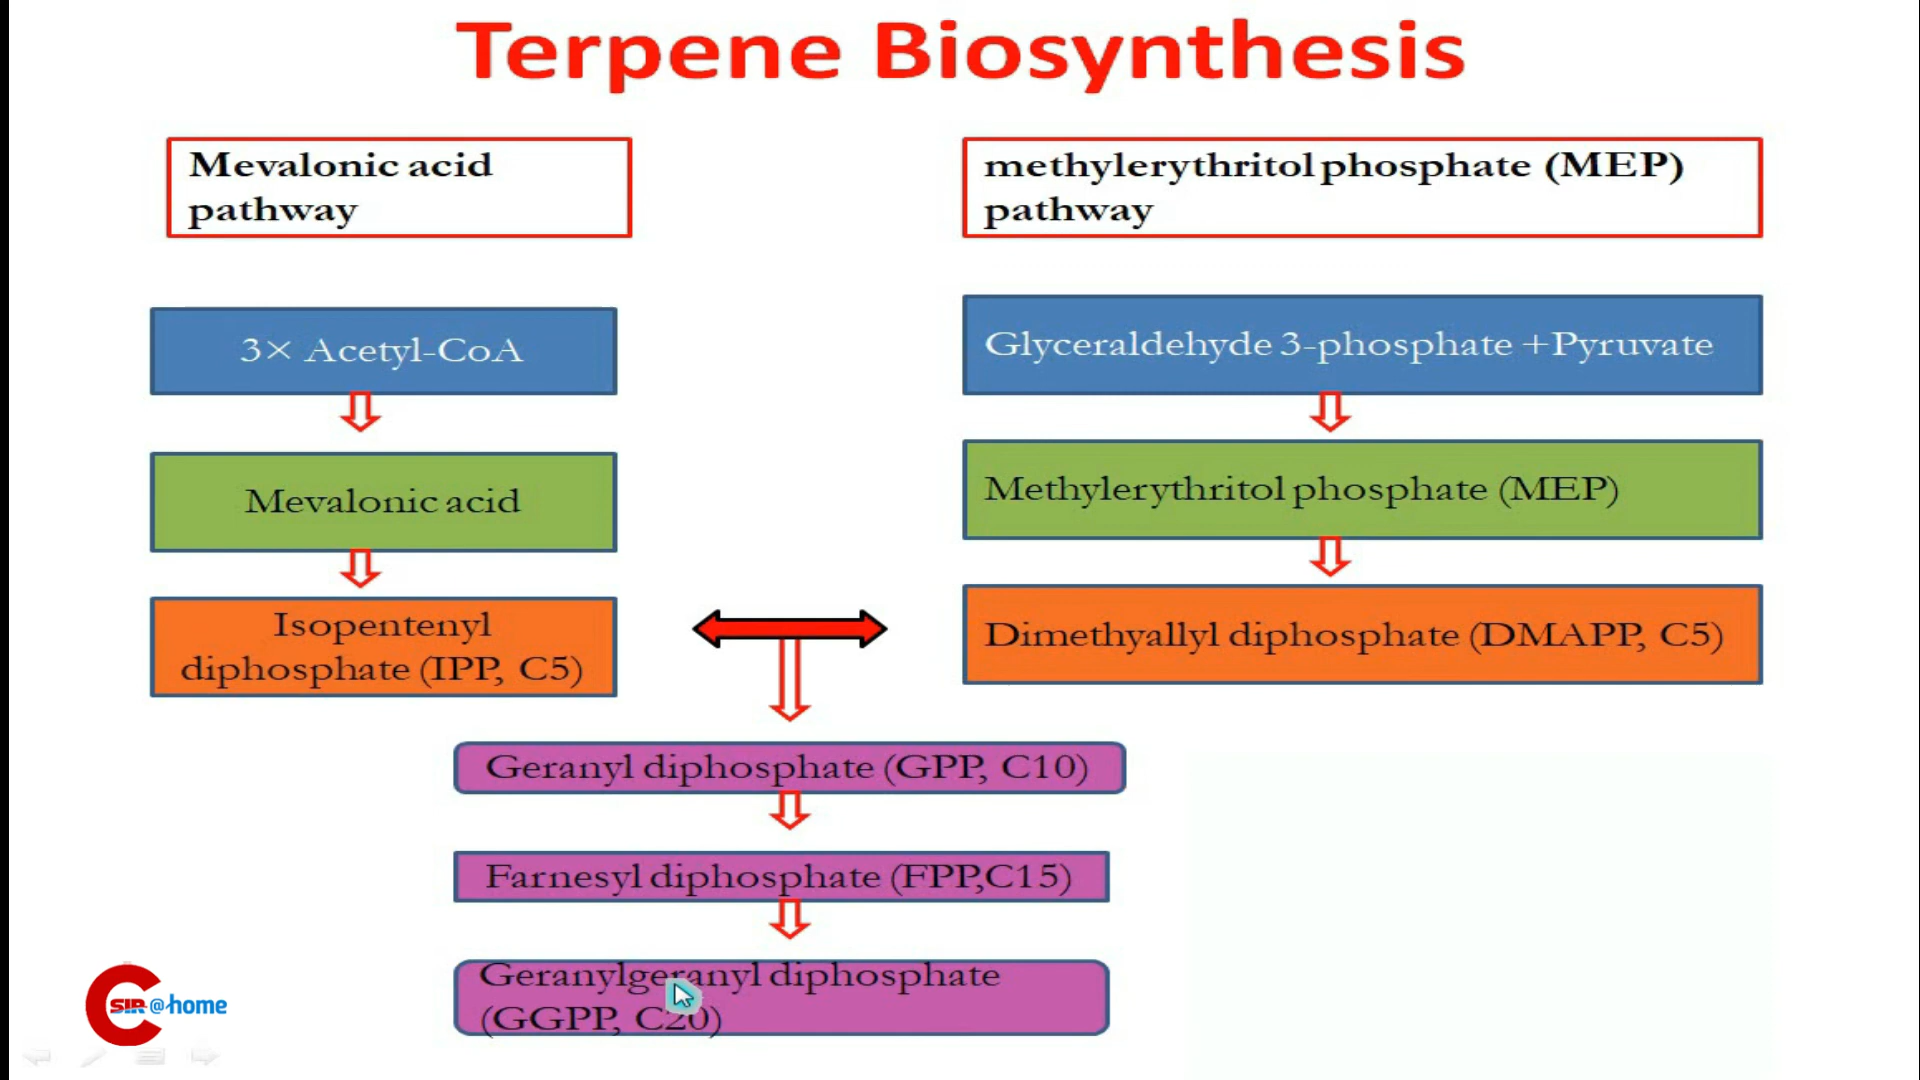 Terpene Biosynthesis
Mevalonic acid
pathway
methylerythritol phosphate (MEP)
pathway
3× Acetyl-CoA
Glyceraldehyde 3-phosphate +Pyruvate
Mevalonic acid
Methylerythritol phosphate (MEP)
Isopentenyl
diphosphate (IPP, C5)
Dimethyallyl diphosphate (DMAPP, C5)
Geranyl diphosphate (GPP, C10)
Farnesyl diphosphate (FPP,C15)
Geranylgeranyl diphosphate
(GGPP, C20)
CSIR@home